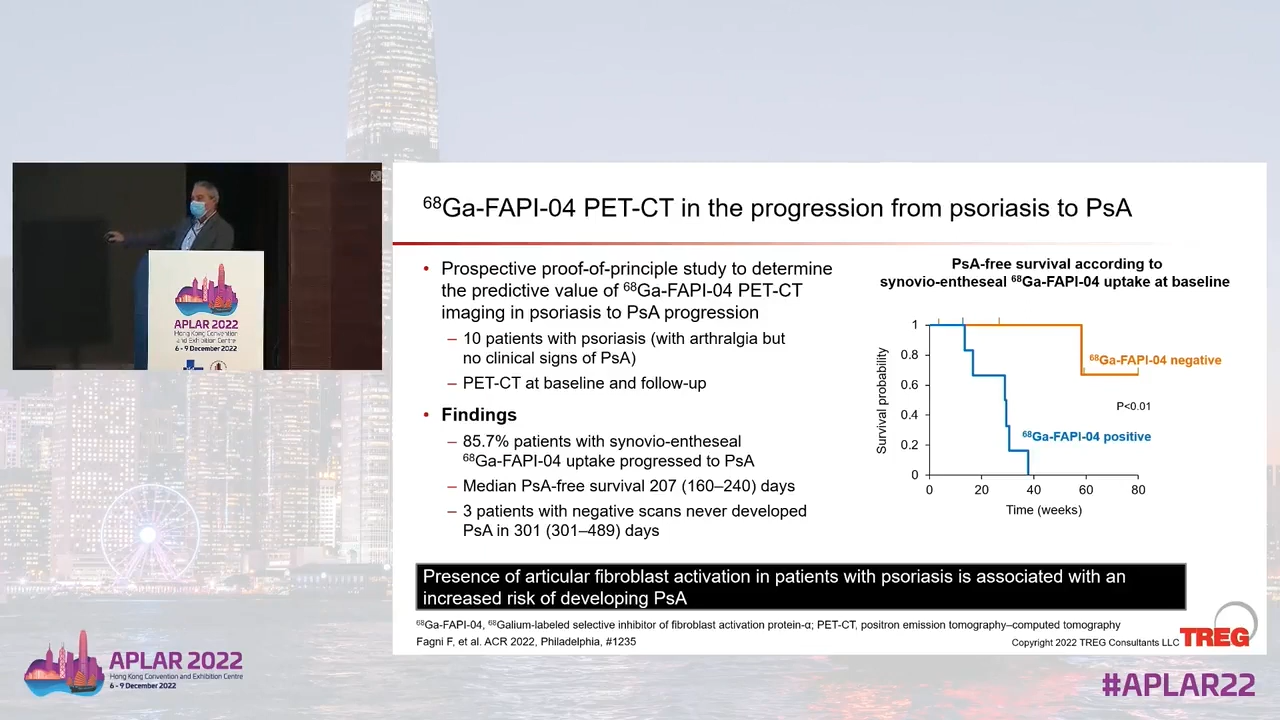 APLAR 2022
Hong Kong Convention
and Exhibition Centre
6 - 9 December 2022
⁶⁸Ga-FAPI-04 PET-CT in the progression from psoriasis to PsA
• Prospective proof-of-principle study to determine
the predictive value of ⁶⁸Ga-FAPI-04 PET-CT
imaging in psoriasis to PsA progression
– 10 patients with psoriasis (with arthralgia but
no clinical signs of PsA)
– PET-CT at baseline and follow-up
• Findings
– 85.7% patients with synovio-entheseal
⁶⁸Ga-FAPI-04 uptake progressed to PsA
– Median PsA-free survival 207 (160–240) days
– 3 patients with negative scans never developed
PsA in 301 (301–489) days
PsA-free survival according to
synovio-entheseal ⁶⁸Ga-FAPI-04 uptake at baseline
Survival probability
1
0.8
0.6
0.4
0.2
0
⁶⁸Ga-FAPI-04 negative
P<0.01
⁶⁸Ga-FAPI-04 positive
0 20 40 60 80
Time (weeks)
Presence of articular fibroblast activation in patients with psoriasis is associated with an
increased risk of developing PsA
⁶⁸Ga-FAPI-04, ⁶⁸Galium-labeled selective inhibitor of fibroblast activation protein-α; PET-CT, positron emission tomography–computed tomography
Fagni F, et al. ACR 2022, Philadelphia, #1235
Copyright 2022 TREG Consultants LLC
TREG
APLAR 2022
Hong Kong Convention and Exhibition Centre
6 - 9 December 2022
#APLAR22